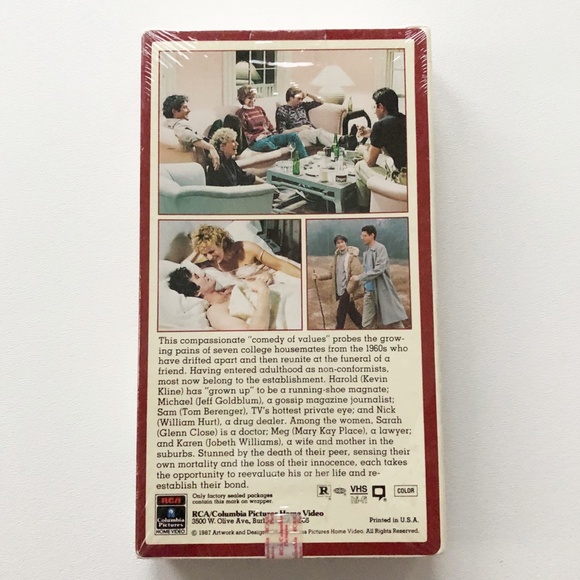 This compassionate "comedy of values" probes the grow-
ing pains of seven college housemates from the 1960s who
have drifted apart and then reunite at the funeral of a
friend. Having entered adulthood as non-conformists,
most now belong to the establishment. Harold (Kevin
Kline) has "grown up" to be a running-shoe magnate;
Michael (Jeff Goldblum), a gossip magazine journalist;
Sam (Tom Berenger), TV's hottest private eye; and Nick
(William Hurt), a drug dealer. Among the women, Sarah
(Glenn Close) is a doctor; Meg (Mary Kay Place), a lawyer;
and Karen (Jobeth Williams), a wife and mother in the
suburbs. Stunned by the death of their peer, sensing their
own mortality and the loss of their innocence, each takes
the opportunity to reevaluate his or her life and re-
establish their bond.
Only factory sealed packages
contain this mark on wrapper.
R
VHS
hi-fi
COLOR
RCA
Columbia
Pictures
HOME VIDEO
RCA/Columbia Pictures Home Video
3500 W. Olive Ave., Burb
Printed in U.S.A.
© 1987 Artwork and Design Pictures Home Video. All Rights Reserved.